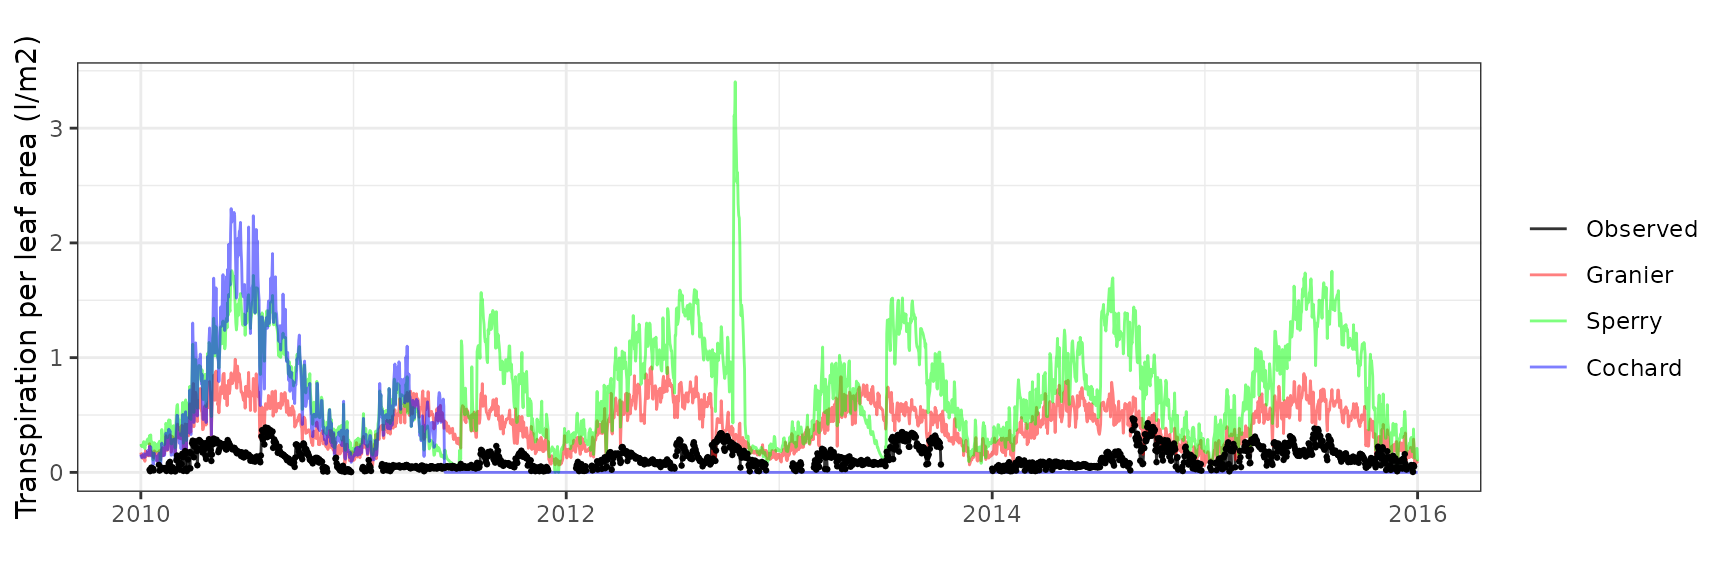 Transpiration per leaf area (l/m2)
3
2
1
0
2010
2012
2014
2016
Observed
Granier
Sperry
Cochard